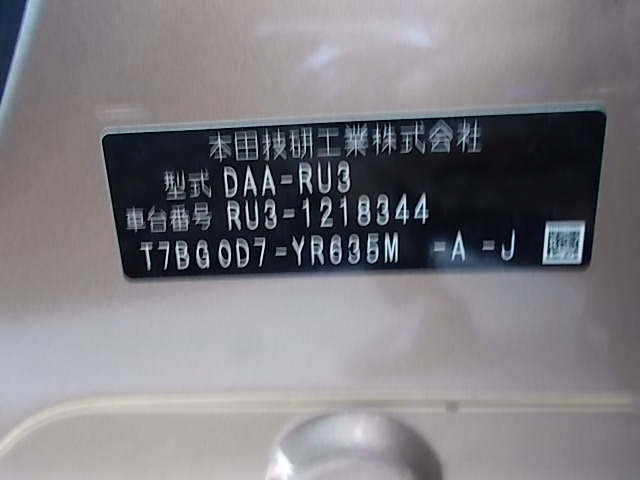 本田技研工業株式会社
型式 DAA-RU3
車台番号 RU3-1218344
T7BG0D7-YR635M -A -J